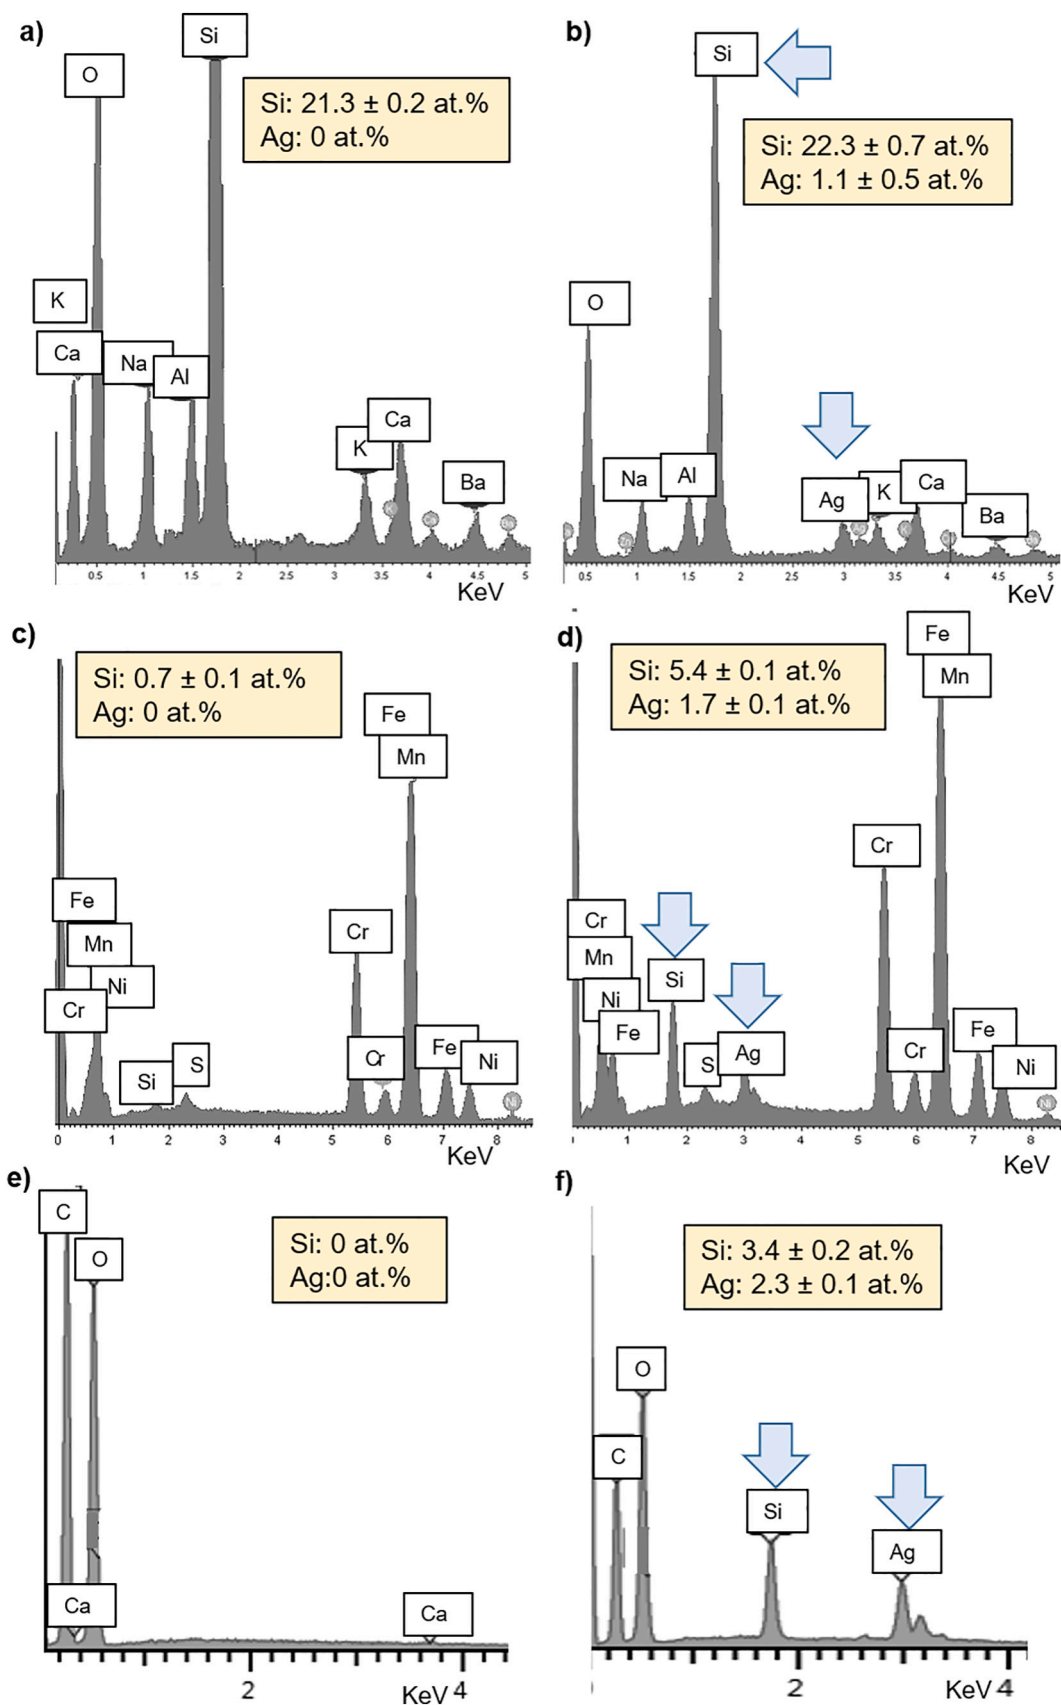 a)
Si
O
Si: 21.3 ± 0.2 at.%
Ag: 0 at.%
K
Ca
Na
Al
K
Ca
Ba
0.5 1 1.5 2 2.5 3 3.5 4 4.5 5
KeV
b)
Si
Si: 22.3 ± 0.7 at.%
Ag: 1.1 ± 0.5 at.%
O
Na
Al
Ag
K
Ca
Ba
0.5 1 1.5 2 2.5 3 3.5 4 4.5 5
KeV
c)
Si: 0.7 ± 0.1 at.%
Ag: 0 at.%
Fe
Mn
Fe
Mn
Ni
Cr
Si
S
Cr
Cr
Fe
Ni
Ni
0 1 2 3 4 5 6 7 8
KeV
d)
Fe
Mn
Si: 5.4 ± 0.1 at.%
Ag: 1.7 ± 0.1 at.%
Cr
Cr
Mn
Ni
Fe
Si
S
Ag
Cr
Fe
Ni
Ni
1 2 3 4 5 6 7 8
KeV
e)
C
O
Si: 0 at.%
Ag:0 at.%
Ca
Ca
2 KeV 4
f)
Si: 3.4 ± 0.2 at.%
Ag: 2.3 ± 0.1 at.%
O
C
Si
Ag
2 KeV 4